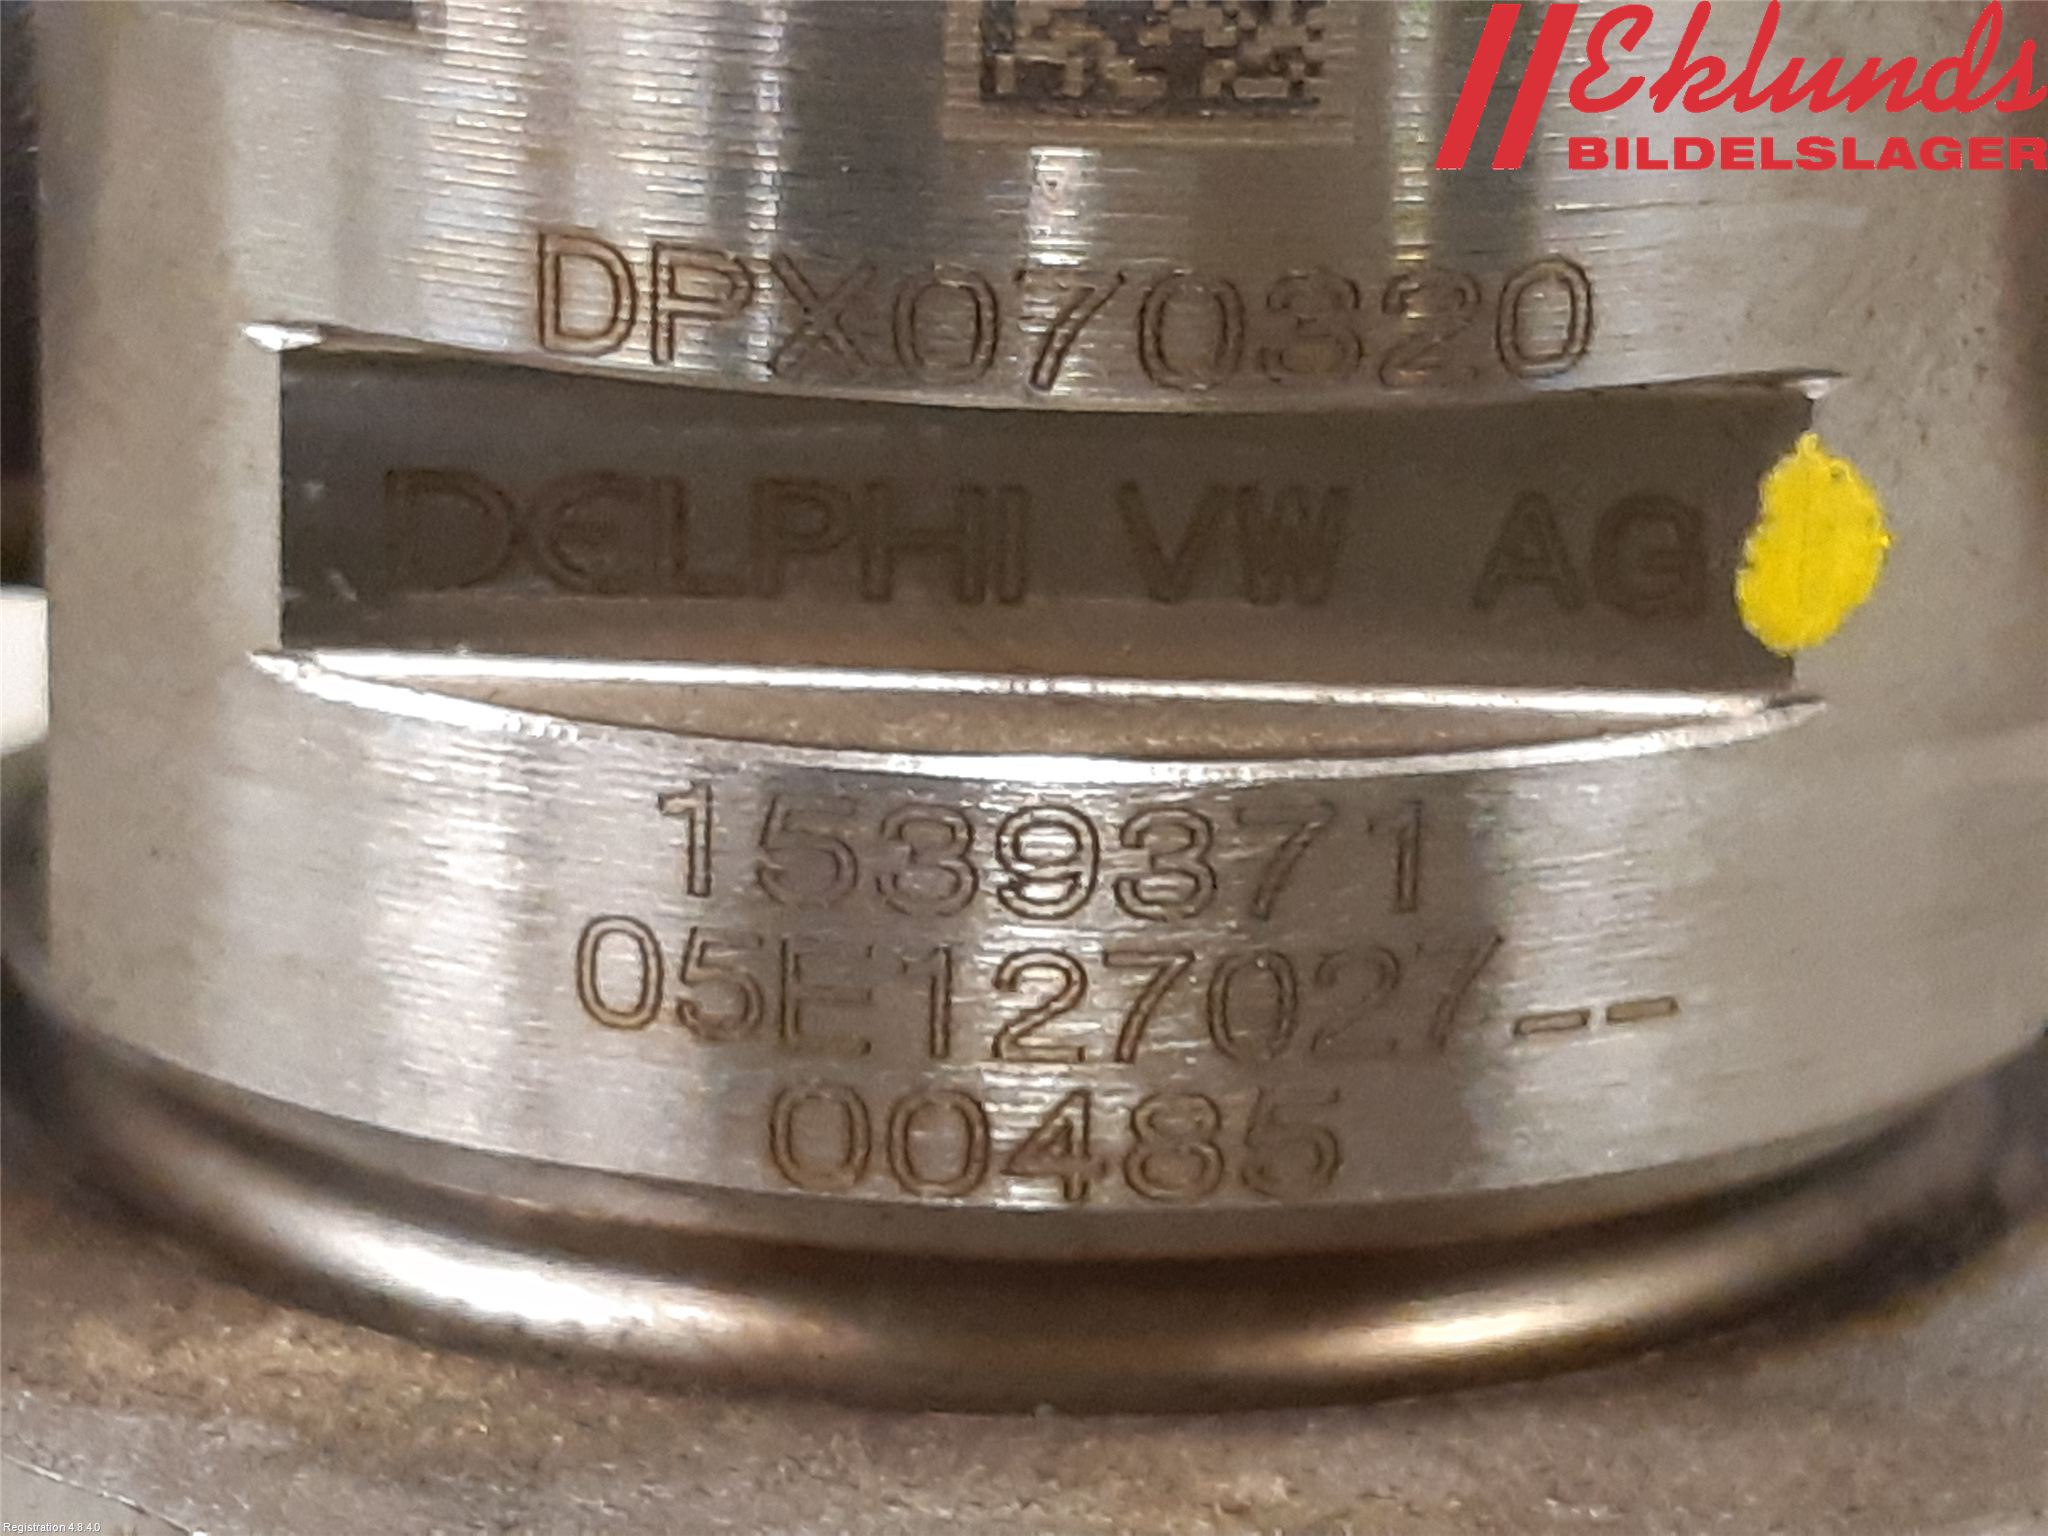 Eklunds
BILDELSLAGER
DPX070320
DELPHI VW AG
1539371
05E127027--
00485
Registration 4.8.4.0